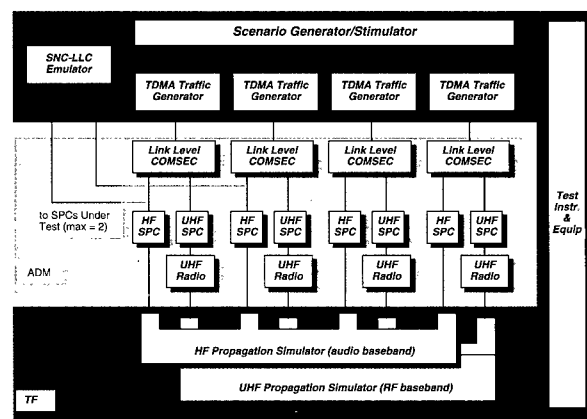 Scenario Generator/Stimulator
SNC-LLC
Emulator
TDMA Traffic
Generator
TDMA Traffic
Generator
TDMA Traffic
Generator
TDMA Traffic
Generator
Link Level
COMSEC
Link Level
COMSEC
Link Level
COMSEC
Link Level
COMSEC
Test
Instr.
&
Equip
to SPCs Under
Test (max = 2)
HF
SPC
UHF
SPC
HF
SPC
UHF
SPC
HF
SPC
UHF
SPC
HF
SPC
UHF
SPC
ADM
UHF
Radio
UHF
Radio
UHF
Radio
UHF
Radio
HF Propagation Simulator (audio baseband)
UHF Propagation Simulator (RF baseband)
TF